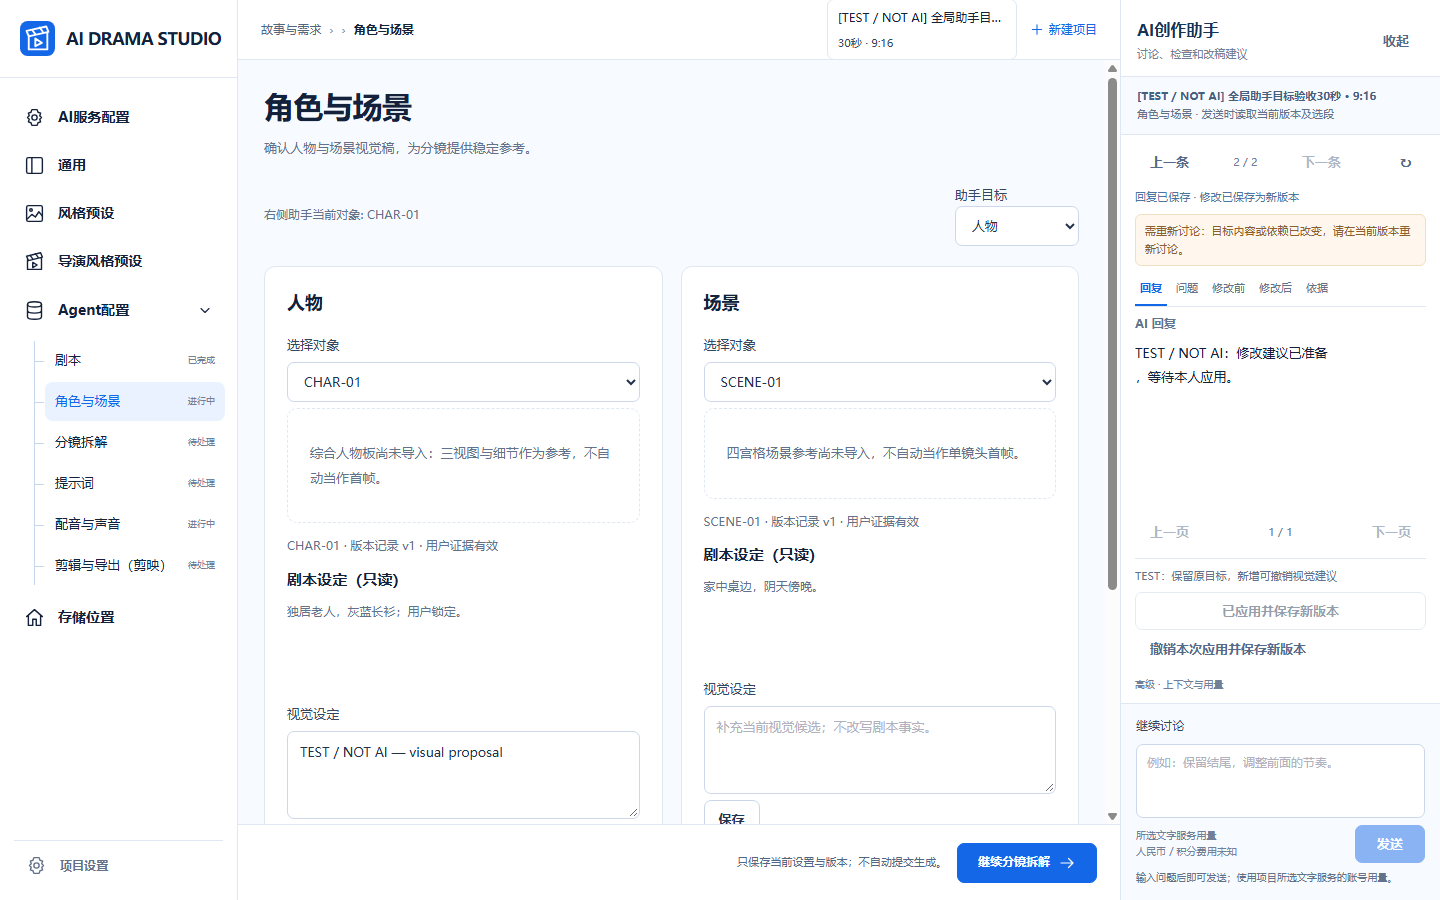 AI DRAMA STUDIO
AI服务配置
通用
风格预设
导演风格预设
Agent配置
剧本
已完成
角色与场景
进行中
分镜拆解
待处理
提示词
待处理
配音与声音
进行中
剪辑与导出（剪映）
待处理
存储位置
项目设置
故事与需求 › › 角色与场景
[TEST / NOT AI] 全局助手目...
30秒 · 9:16
+ 新建项目
角色与场景
确认人物与场景视觉稿，为分镜提供稳定参考。
右侧助手当前对象: CHAR-01
助手目标
人物
人物
选择对象
CHAR-01
综合人物板尚未导入：三视图与细节作为参考，不自
动当作首帧。
CHAR-01 · 版本记录 v1 · 用户证据有效
剧本设定（只读）
独居老人，灰蓝长衫；用户锁定。
视觉设定
TEST / NOT AI — visual proposal
场景
选择对象
SCENE-01
四宫格场景参考尚未导入，不自动当作单镜头首帧。
SCENE-01 · 版本记录 v1 · 用户证据有效
剧本设定（只读）
家中桌边，阴天傍晚。
视觉设定
补充当前视觉候选；不改写剧本事实。
保存
只保存当前设置与版本；不自动提交生成。
继续分镜拆解 →
AI创作助手
讨论、检查和改稿建议
收起
[TEST / NOT AI] 全局助手目标验收30秒 • 9:16
角色与场景 · 发送时读取当前版本及选段
上一条
2 / 2
下一条
↻
回复已保存 · 修改已保存为新版本
需重新讨论：目标内容或依赖已改变，请在当前版本重
新讨论。
回复 问题 修改前 修改后 依据
AI 回复
TEST / NOT AI：修改建议已准备
，等待本人应用。
上一页
1 / 1
下一页
TEST：保留原目标，新增可撤销视觉建议
已应用并保存新版本
撤销本次应用并保存新版本
高级 · 上下文与用量
继续讨论
例如：保留结尾，调整前面的节奏。
所选文字服务用量
人民币 / 积分费用未知
发送
输入问题后即可发送；使用项目所选文字服务的账号用量。